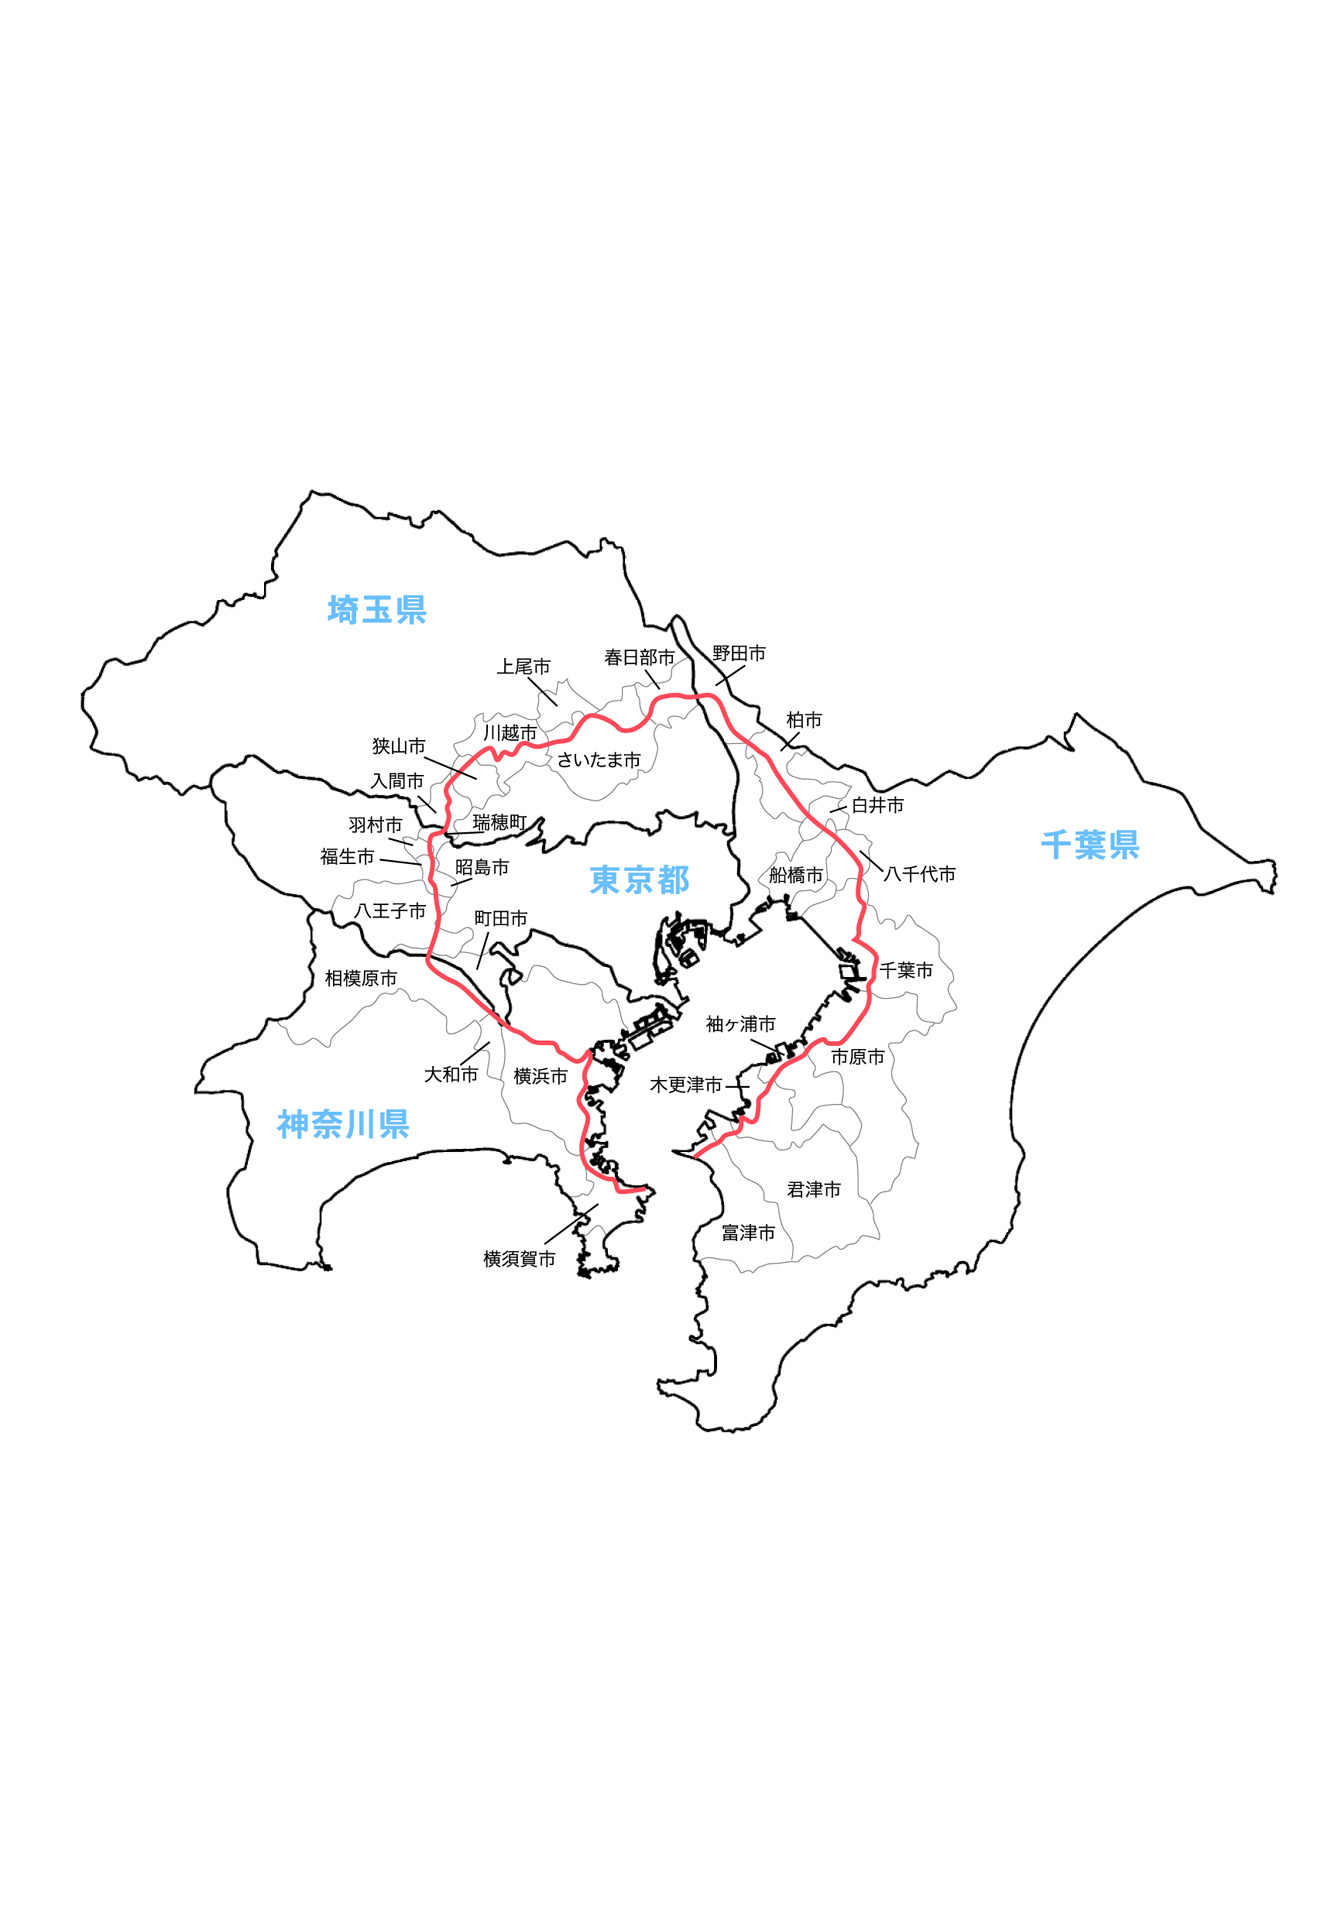 埼玉県
春日部市
野田市
上尾市
柏市
川越市
狭山市
さいたま市
入間市
白井市
瑞穂町
羽村市
千葉県
福生市
昭島市
東京都
船橋市
八千代市
八王子市
町田市
千葉市
相模原市
袖ヶ浦市
市原市
大和市
横浜市
木更津市
神奈川県
君津市
富津市
横須賀市